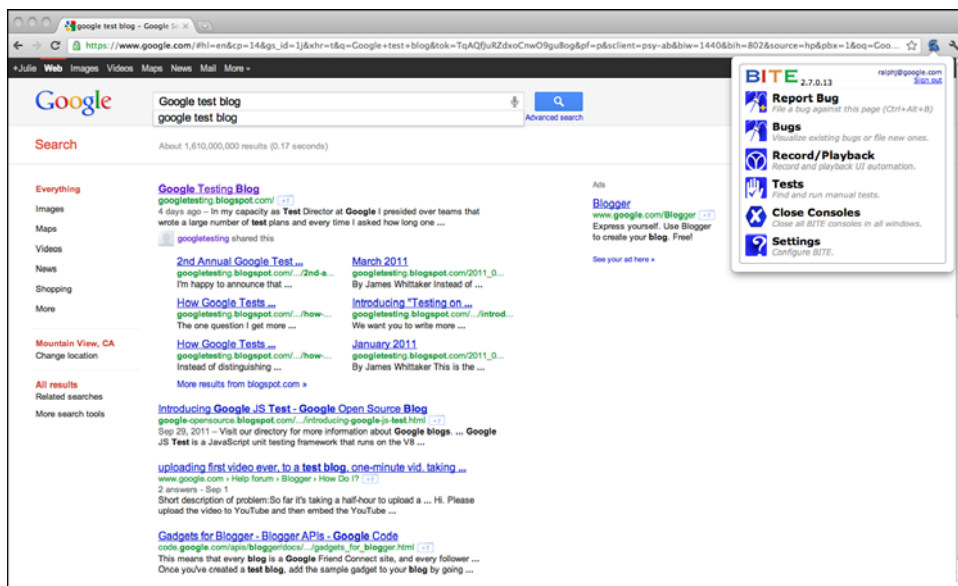 google test blog – Google Se
https://www.google.com/#hl=en&cp=14&gs_id=1j&xhr=t&q=Google+test+blog&tok=TqAQfJuRZdxoCnwO9guBog&pf=p&sclient=psy-ab&biw=1440&bih=802&source=hp&pbx=1&oq=Goo...
+Julie Web Images Videos Maps News Mail More
Google
Google test blog
google test blog
Advanced search
Search
About 1,610,000,000 results (0.17 seconds)
Everything
Images
Maps
Videos
News
Shopping
More
Mountain View, CA
Change location
All results
Related searches
More search tools
Google Testing Blog
googletesting.blogspot.com/ +1
4 days ago – In my capacity as Test Director at Google I presided over teams that
wrote a large number of test plans and every time I asked how long one ...
googletesting shared this
2nd Annual Google Test ...
googletesting.blogspot.com/.../2nd-a...
I'm happy to announce that ...
March 2011
googletesting.blogspot.com/2011_0...
By James Whittaker Instead of ...
How Google Tests ...
googletesting.blogspot.com/.../how-...
The one question I get more ...
Introducing "Testing on ...
googletesting.blogspot.com/.../introd...
We want you to write more ...
How Google Tests ...
googletesting.blogspot.com/.../how-...
Instead of distinguishing ...
January 2011
googletesting.blogspot.com/2011_0...
By James Whittaker This is the ...
More results from blogspot.com »
Introducing Google JS Test - Google Open Source Blog
google-opensource.blogspot.com/.../introducing-google-js-test.html +1
Sep 29, 2011 – Visit our directory for more information about Google blogs. ... Google
JS Test is a JavaScript unit testing framework that runs on the V8 ...
uploading first video ever, to a test blog, one-minute vid. taking ...
www.google.com › Help forum › Blogger › How Do I? +1
2 answers - Sep 1
Short description of problem:So far it's taking a half-hour to upload a ... Hi. Please
upload the video to YouTube and then embed the YouTube ...
Gadgets for Blogger - Blogger APIs - Google Code
code.google.com/apis/blogger/docs/.../gadgets_for_blogger.html +1
This means that every blog is a Google Friend Connect site, and every follower ...
Once you've created a test blog, add the sample gadget to your blog by going ...
Ads
Blogger
www.google.com/Blogger +1
Express yourself. Use Blogger
to create your blog. Free!
See your ad here »
BITE 2.7.0.13
ralphj@google.com
Sign out
Report Bug
File a bug against this page (Ctrl+Alt+B)
Bugs
Visualize existing bugs or file new ones.
Record/Playback
Record and playback UI automation.
Tests
Find and run manual tests.
Close Consoles
Close all BITE consoles in all windows.
Settings
Configure BITE.